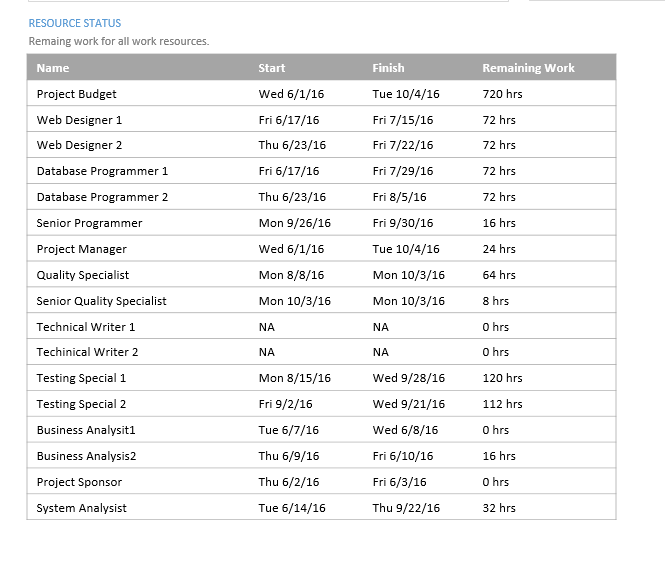 RESOURCE STATUS
Remaing work for all work resources.
Name Start Finish Remaining Work
Project Budget Wed 6/1/16 Tue 10/4/16 720 hrs
Web Designer 1 Fri 6/17/16 Fri 7/15/16 72 hrs
Web Designer 2 Thu 6/23/16 Fri 7/22/16 72 hrs
Database Programmer 1 Fri 6/17/16 Fri 7/29/16 72 hrs
Database Programmer 2 Thu 6/23/16 Fri 8/5/16 72 hrs
Senior Programmer Mon 9/26/16 Fri 9/30/16 16 hrs
Project Manager Wed 6/1/16 Tue 10/4/16 24 hrs
Quality Specialist Mon 8/8/16 Mon 10/3/16 64 hrs
Senior Quality Specialist Mon 10/3/16 Mon 10/3/16 8 hrs
Technical Writer 1 NA NA 0 hrs
Techinical Writer 2 NA NA 0 hrs
Testing Special 1 Mon 8/15/16 Wed 9/28/16 120 hrs
Testing Special 2 Fri 9/2/16 Wed 9/21/16 112 hrs
Business Analysit1 Tue 6/7/16 Wed 6/8/16 0 hrs
Business Analysis2 Thu 6/9/16 Fri 6/10/16 16 hrs
Project Sponsor Thu 6/2/16 Fri 6/3/16 0 hrs
System Analysist Tue 6/14/16 Thu 9/22/16 32 hrs